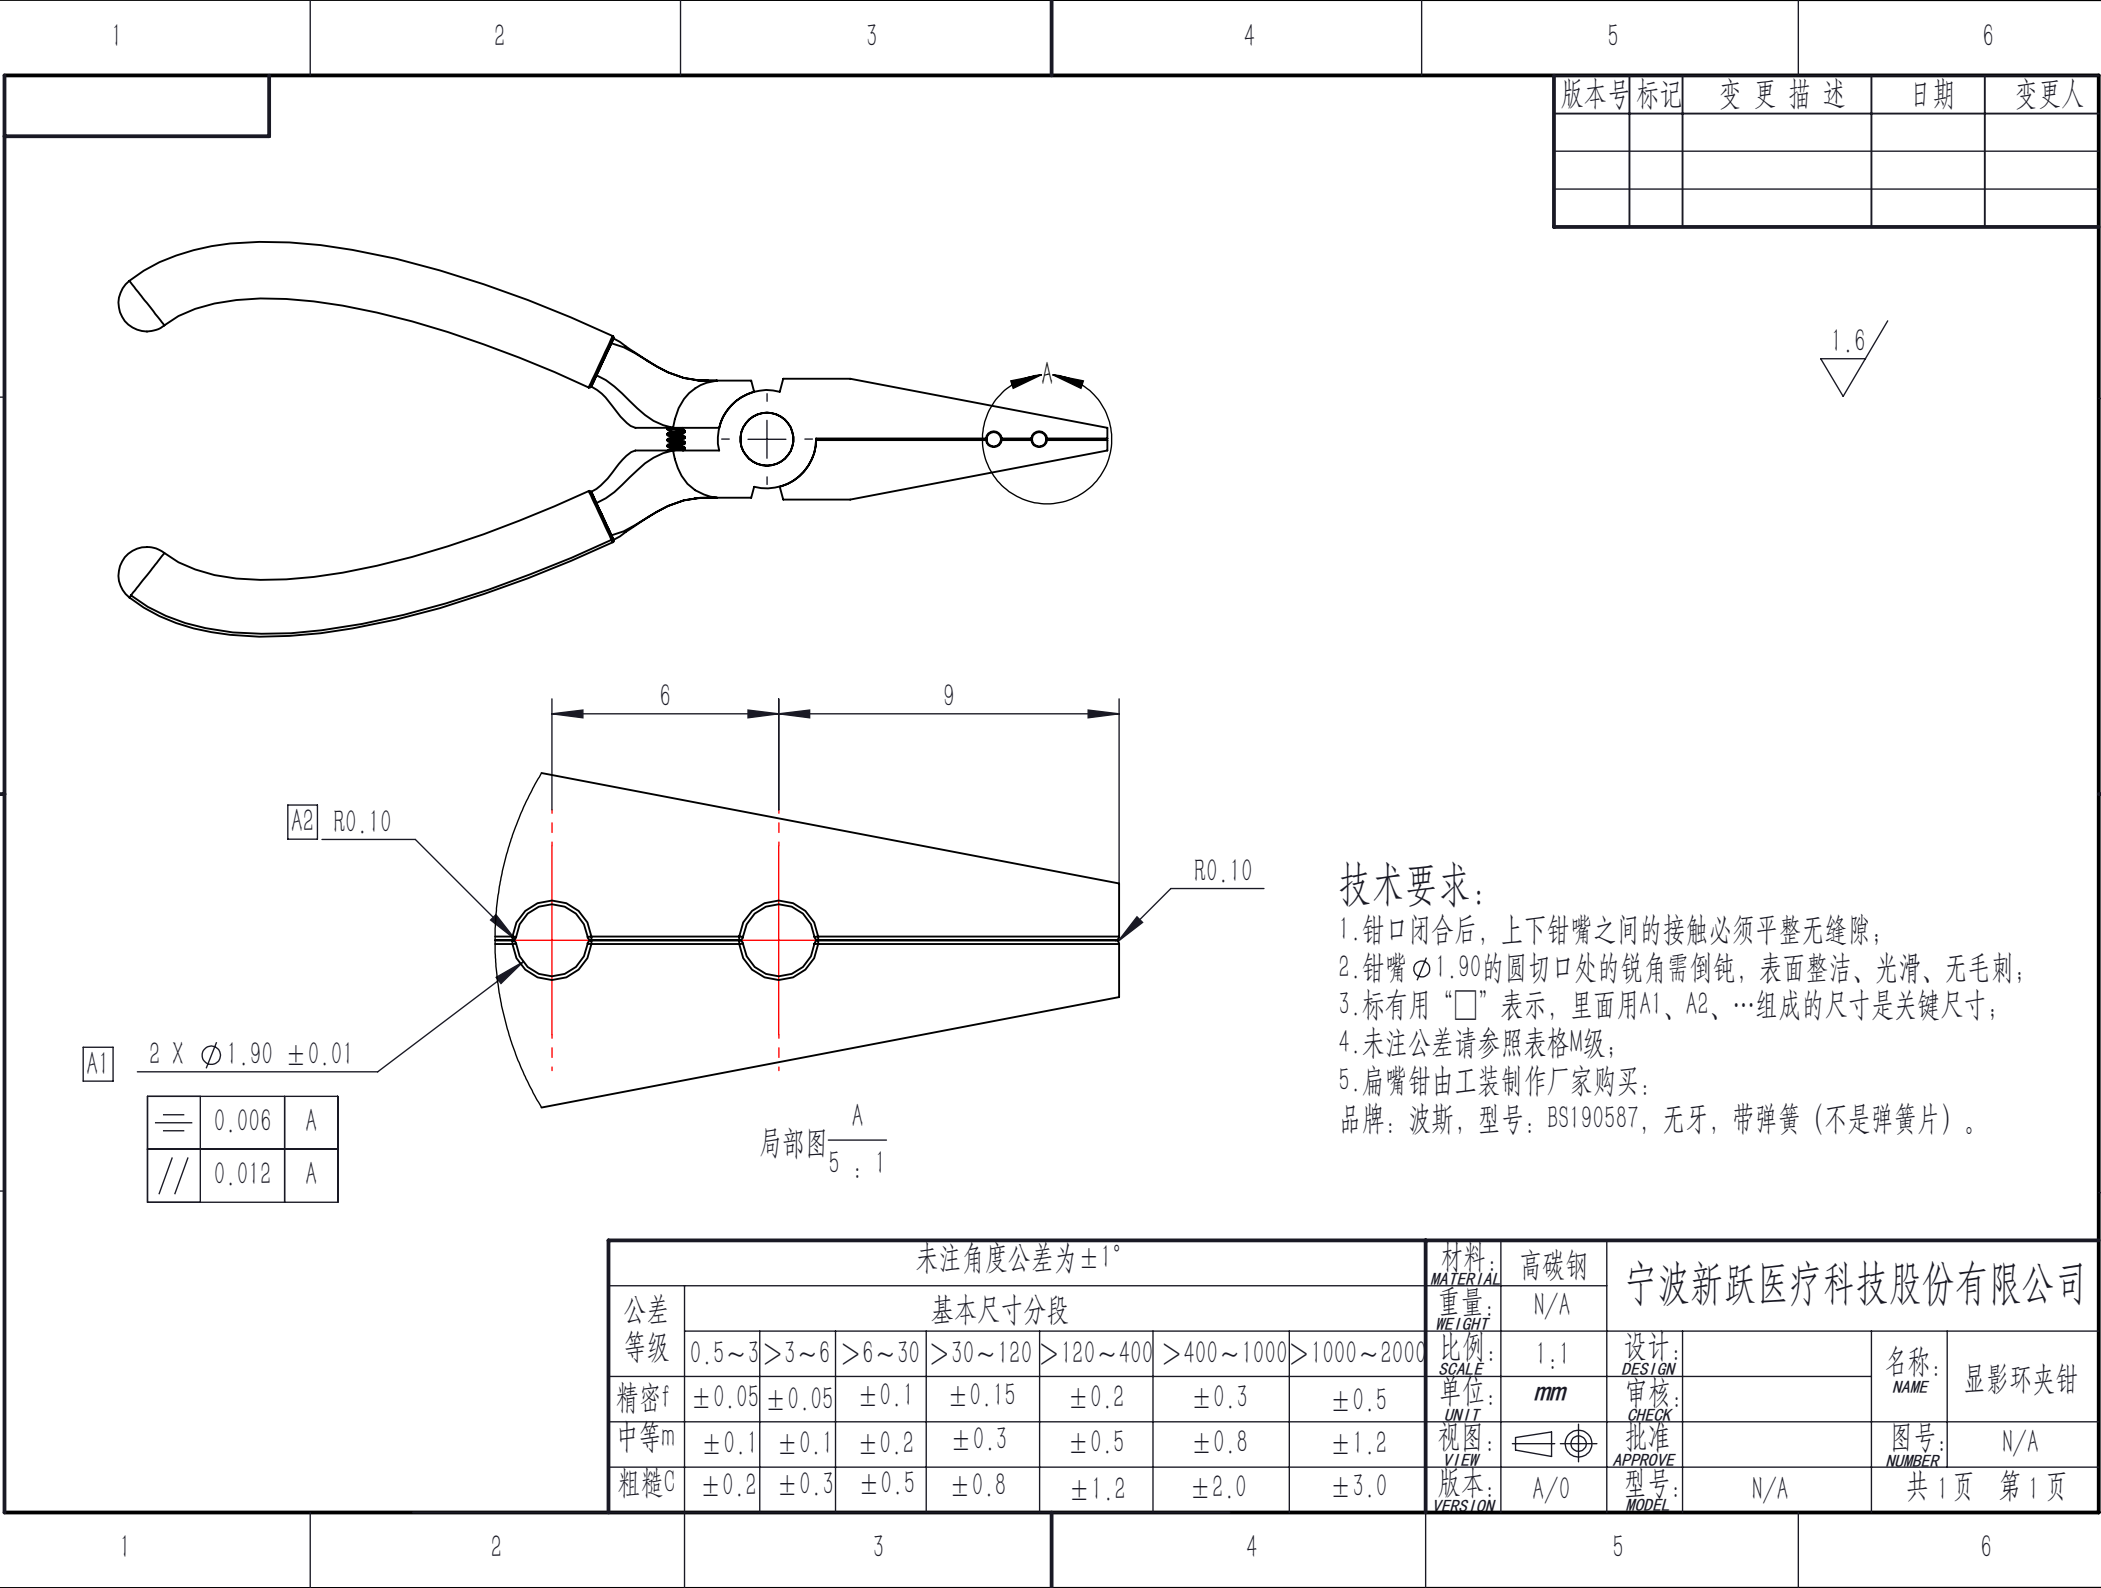 1 2 3 4 5 6
版本号 标记 变更描述 日期 变更人
1.6
A
6 9
A2 R0.10
R0.10
A1 2 X ∅1.90 ±0.01
⌯ 0.006 A
// 0.012 A
局部图 A
5 : 1
技术要求:
1.钳口闭合后, 上下钳嘴之间的接触必须平整无缝隙;
2.钳嘴∅1.90的圆切口处的锐角需倒钝, 表面整洁、光滑、无毛刺;
3.标有用“□”表示, 里面用A1、A2、…组成的尺寸是关键尺寸;
4.未注公差请参照表格M级;
5.扁嘴钳由工装制作厂家购买:
品牌: 波斯, 型号: BS190587, 无牙, 带弹簧 (不是弹簧片) 。
未注角度公差为±1°
公差等级 基本尺寸分段
0.5~3 >3~6 >6~30 >30~120 >120~400 >400~1000 >1000~2000
精密f ±0.05 ±0.05 ±0.1 ±0.15 ±0.2 ±0.3 ±0.5
中等m ±0.1 ±0.1 ±0.2 ±0.3 ±0.5 ±0.8 ±1.2
粗糙C ±0.2 ±0.3 ±0.5 ±0.8 ±1.2 ±2.0 ±3.0
材料: MATERIAL 高碳钢
重量: WEIGHT N/A
比例: SCALE 1:1
单位: UNIT mm
视图: VIEW
版本: VERSION A/0
宁波新跃医疗科技股份有限公司
设计: DESIGN
审核: CHECK
批准 APPROVE
型号: MODEL N/A
名称: NAME 显影环夹钳
图号: NUMBER N/A
共1页 第1页
1 2 3 4 5 6